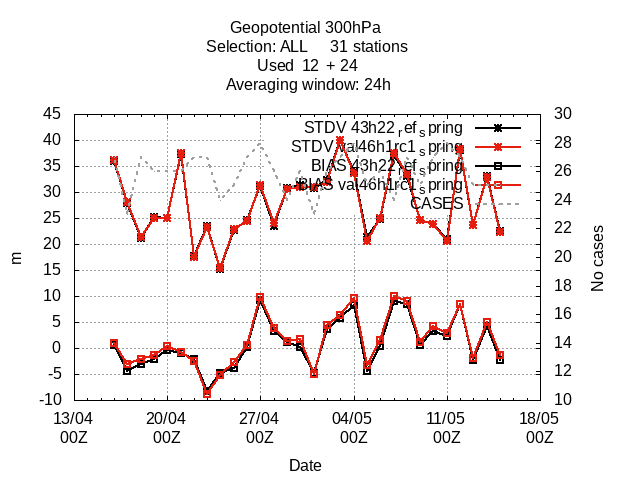 Geopotential 300hPa
Selection: ALL 31 stations
Used 12 + 24
Averaging window: 24h
STDV 43h22_ref_spring
STDV val46h1rc1_spring
BIAS 43h22_ref_spring
BIAS val46h1rc1_spring
CASES
45
40
35
30
25
20
15
10
5
0
-5
-10
m
30
28
26
24
22
20
18
16
14
12
10
No cases
13/04 20/04 27/04 04/05 11/05 18/05
00Z 00Z 00Z 00Z 00Z 00Z
Date